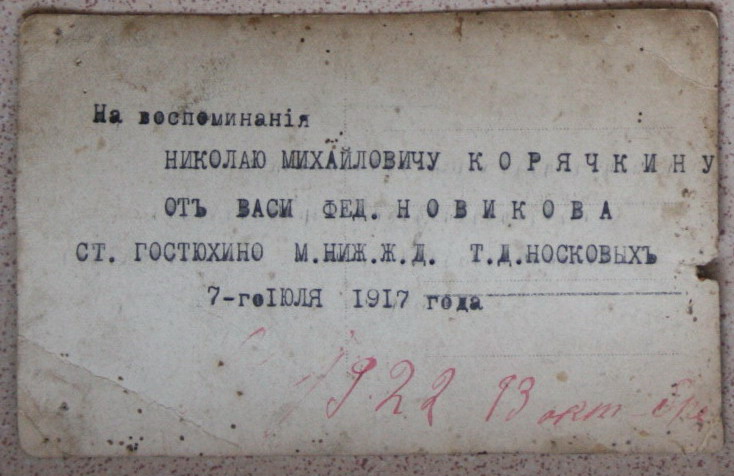 На воспоминанія
НИКОЛАЮ МИХАЙЛОВИЧУ КОРЯЧКИНУ
ОТЪ ВАСИ ФЕД. НОВИКОВА
СТ. ГОСТЮХИНО М.НИЖ.Ж.Д. Т.Д.НОСКОВЫХЪ
7-гоІЮЛЯ 1917 года
1922 13 окт-бря